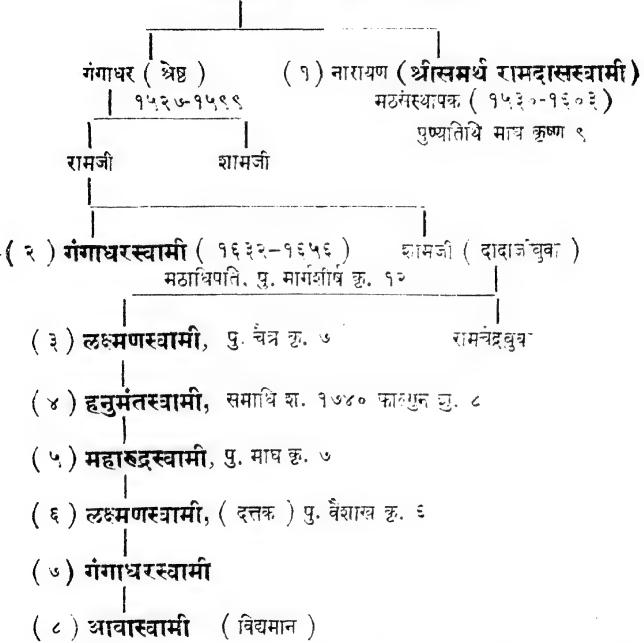 गंगाधर ( श्रेष्ठ ) ( १ ) नारायण (श्रीसमर्थ रामदासस्वामी)
१५२७-१५९९ मठसंस्थापक ( १५३०-१६०३)
पुण्यतिथि माघ कृष्ण ९
रामजी शामजी
( २ ) गंगाधरस्वामी ( १६३२–१६५६ ) शामजी ( दादाजीबुवा )
मठाधिपति. पु. मार्गशीर्ष कृ. १२
( ३ ) लक्ष्मणस्वामी, पु. चैत्र कृ. ७ रामचंद्रबुवा
( ४ ) हनुमंतस्वामी, समाधि श. १७४० फाल्गुन शु. ८
( ५ ) महारुद्रस्वामी, पु. माघ कृ. ७
( ६ ) लक्ष्मणस्वामी, ( दत्तक ) पु. वैशाख कृ. ६
( ७ ) गंगाधरस्वामी
( ८ ) आबास्वामी ( विद्यमान )